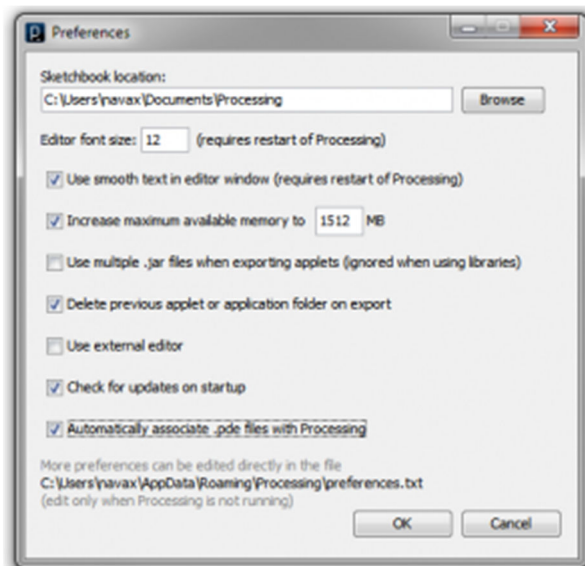 Preferences
Sketchbook location:
C:\Users\navax\Documents\Processing Browse
Editor font size: 12 (requires restart of Processing)
Use smooth text in editor window (requires restart of Processing)
Increase maximum available memory to 1512 MB
Use multiple .jar files when exporting applets (ignored when using libraries)
Delete previous applet or application folder on export
Use external editor
Check for updates on startup
Automatically associate .pde files with Processing
More preferences can be edited directly in the file
C:\Users\navax\AppData\Roaming\Processing\preferences.txt
(edit only when Processing is not running)
OK Cancel